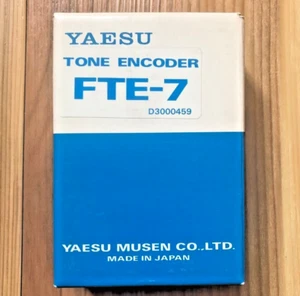 YAESU
TONE ENCODER
FTE-7
D3000459
YAESU MUSEN CO.,LTD.
MADE IN JAPAN